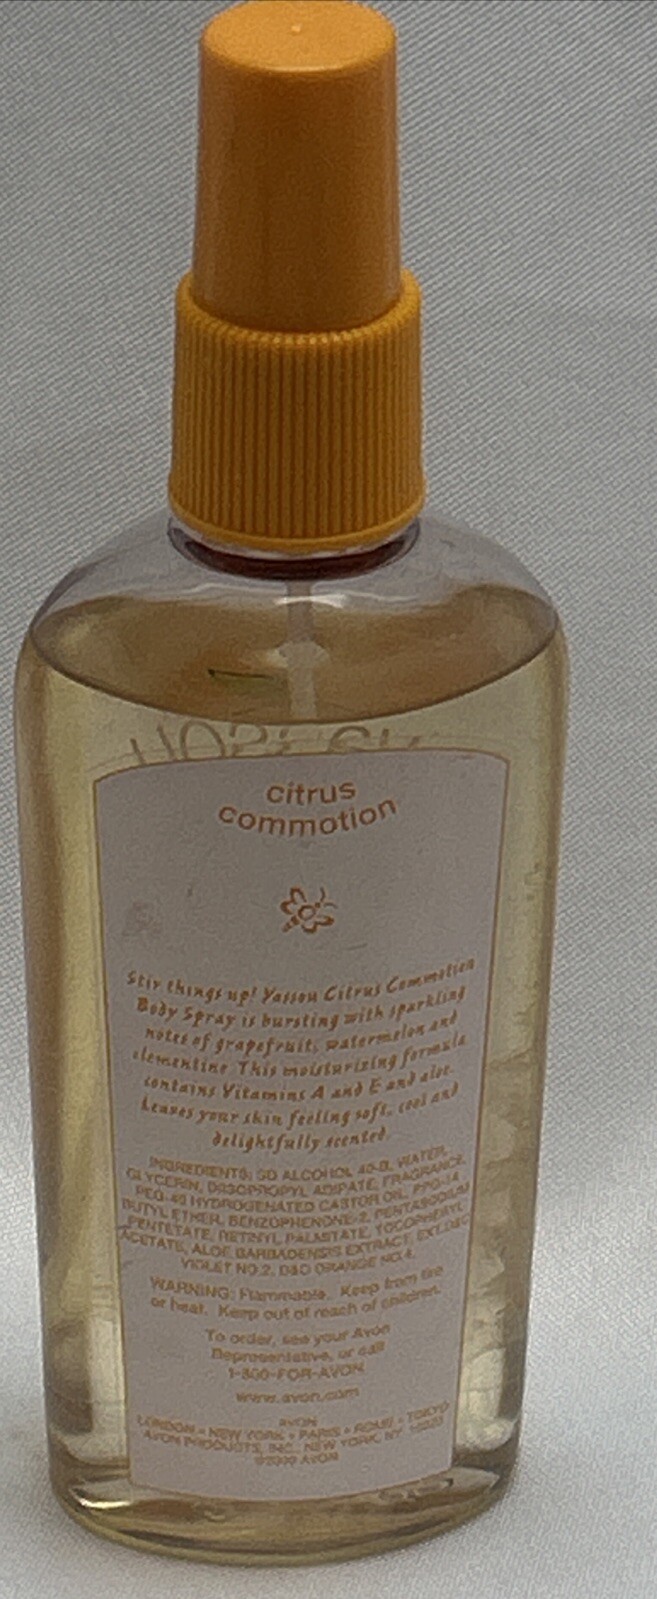 citrus
commotion
Stir things up! Yassou Citrus Commotion
Body Spray is bursting with sparkling
notes of grapefruit, watermelon and
clementine. This moisturizing formula
contains Vitamins A and E and aloe.
Leaves your skin feeling soft, cool and
delightfully scented.
INGREDIENTS: SD ALCOHOL 40-B, WATER,
GLYCERIN, DIISOPROPYL ADIPATE, FRAGRANCE,
PEG-40 HYDROGENATED CASTOR OIL, PPG-14
BUTYL ETHER, BENZOPHENONE-2, PENTASODIUM
PENTETATE, RETINYL PALMITATE, TOCOPHERYL
ACETATE, ALOE BARBADENSIS EXTRACT, EXT. D&C
VIOLET NO.2, D&C ORANGE NO.4.
WARNING: Flammable. Keep from fire
or heat. Keep out of reach of children.
To order, see your Avon
Representative, or call
1-800-FOR-AVON
www.avon.com
AVON
LONDON • NEW YORK • PARIS • ROME • TOKYO
AVON PRODUCTS, INC., NEW YORK, NY
AVON